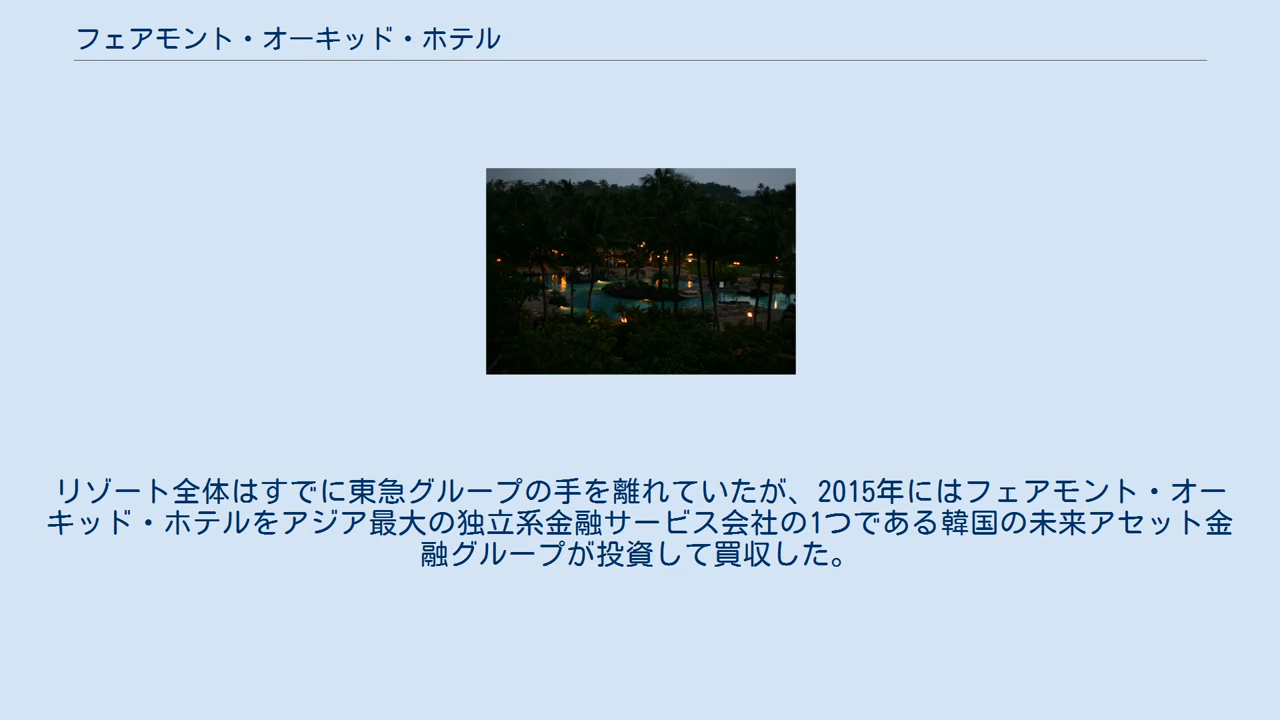 フェアモント・オーキッド・ホテル
リゾート全体はすでに東急グループの手を離れていたが、2015年にはフェアモント・オー
キッド・ホテルをアジア最大の独立系金融サービス会社の1つである韓国の未来アセット金
融グループが投資して買収した。